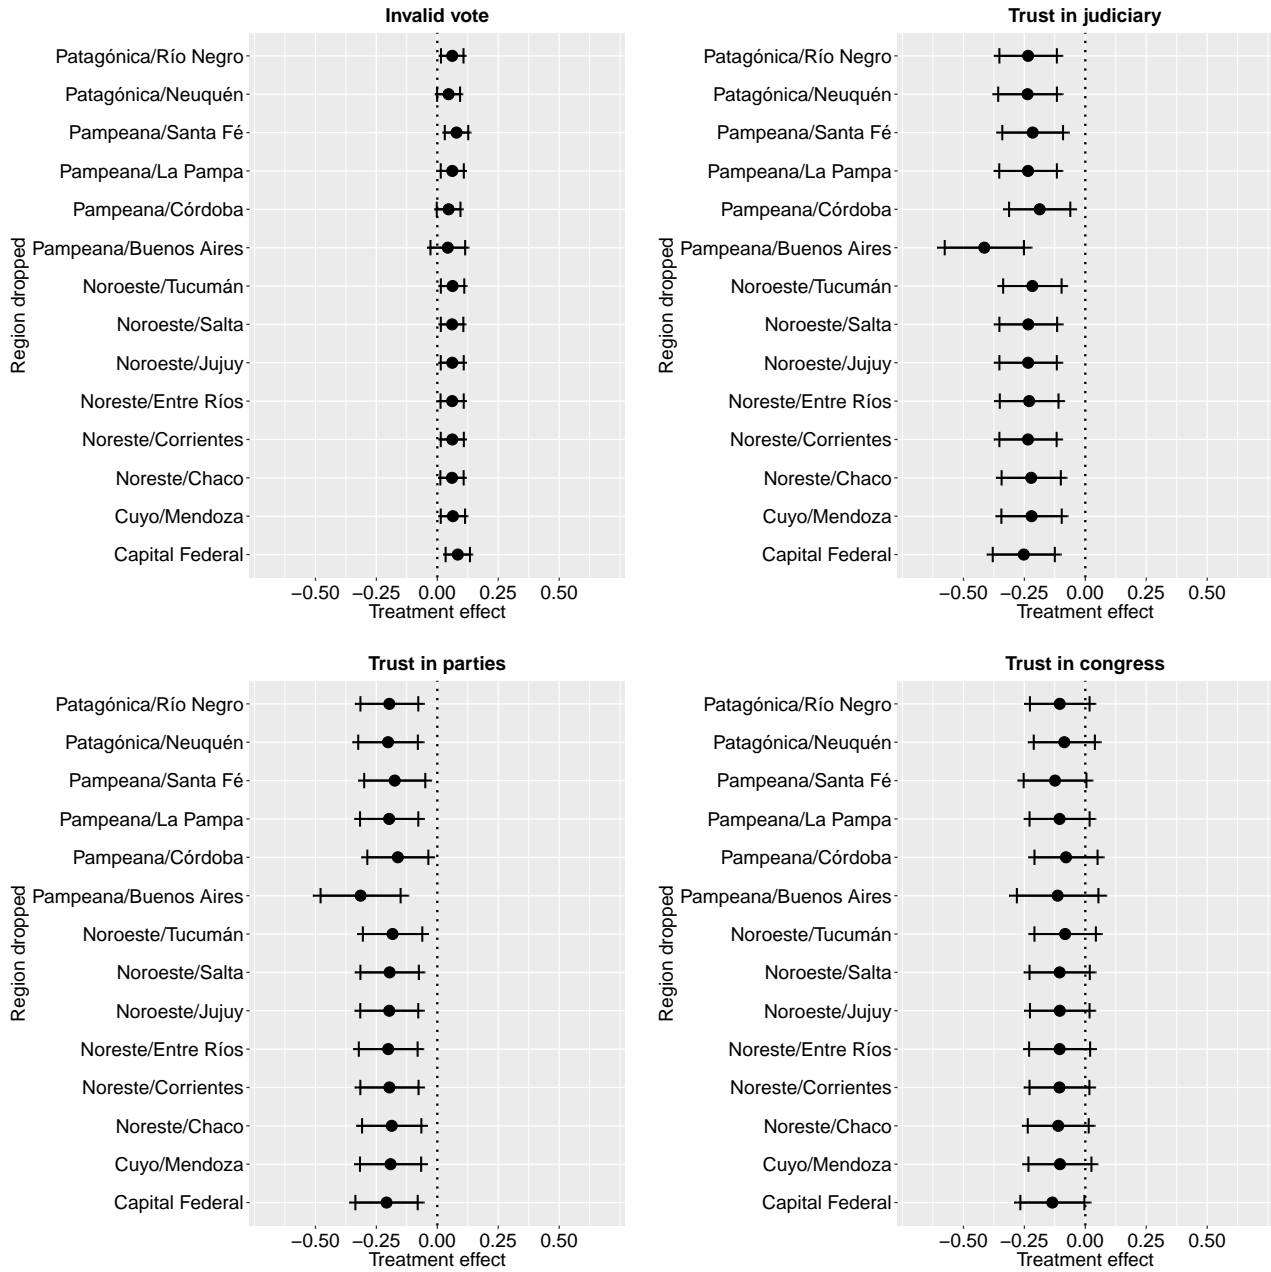 Invalid vote
Region dropped
Patagónica/Río Negro
Patagónica/Neuquén
Pampeana/Santa Fé
Pampeana/La Pampa
Pampeana/Córdoba
Pampeana/Buenos Aires
Noroeste/Tucumán
Noroeste/Salta
Noroeste/Jujuy
Noreste/Entre Ríos
Noreste/Corrientes
Noreste/Chaco
Cuyo/Mendoza
Capital Federal
−0.50 −0.25 0.00 0.25 0.50
Treatment effect
Trust in judiciary
Region dropped
Patagónica/Río Negro
Patagónica/Neuquén
Pampeana/Santa Fé
Pampeana/La Pampa
Pampeana/Córdoba
Pampeana/Buenos Aires
Noroeste/Tucumán
Noroeste/Salta
Noroeste/Jujuy
Noreste/Entre Ríos
Noreste/Corrientes
Noreste/Chaco
Cuyo/Mendoza
Capital Federal
−0.50 −0.25 0.00 0.25 0.50
Treatment effect
Trust in parties
Region dropped
Patagónica/Río Negro
Patagónica/Neuquén
Pampeana/Santa Fé
Pampeana/La Pampa
Pampeana/Córdoba
Pampeana/Buenos Aires
Noroeste/Tucumán
Noroeste/Salta
Noroeste/Jujuy
Noreste/Entre Ríos
Noreste/Corrientes
Noreste/Chaco
Cuyo/Mendoza
Capital Federal
−0.50 −0.25 0.00 0.25 0.50
Treatment effect
Trust in congress
Region dropped
Patagónica/Río Negro
Patagónica/Neuquén
Pampeana/Santa Fé
Pampeana/La Pampa
Pampeana/Córdoba
Pampeana/Buenos Aires
Noroeste/Tucumán
Noroeste/Salta
Noroeste/Jujuy
Noreste/Entre Ríos
Noreste/Corrientes
Noreste/Chaco
Cuyo/Mendoza
Capital Federal
−0.50 −0.25 0.00 0.25 0.50
Treatment effect